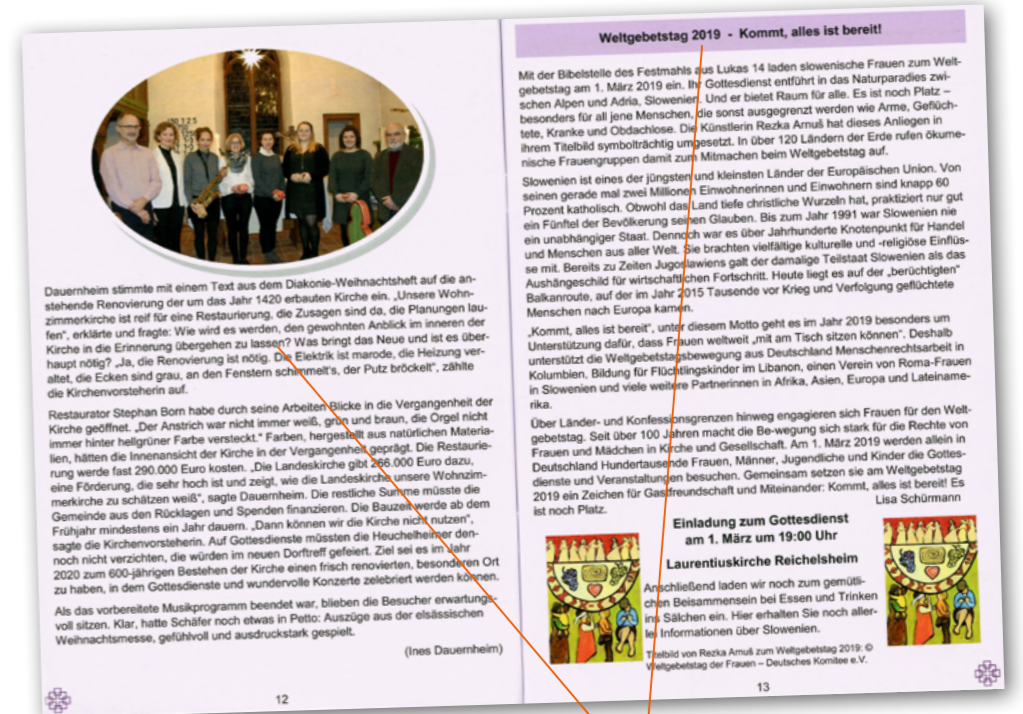 Dauernheim stimmte mit einem Text aus dem Diakonie-Weihnachtsheft auf die an-
stehende Renovierung der um das Jahr 1420 erbauten Kirche ein. „Unsere Wohn-
zimmerkirche ist reif für eine Restaurierung, die Zusagen sind da, die Planungen lau-
fen“, erklärte und fragte: Wie wird es werden, den gewohnten Anblick im inneren der
Kirche in die Erinnerung übergehen zu lassen? Was bringt das Neue und ist es über-
haupt nötig? „Ja, die Renovierung ist nötig. Die Elektrik ist marode, die Heizung ver-
altet, die Ecken sind grau, an den Fenstern schimmelt’s, der Putz bröckelt“, zählte
die Kirchenvorsteherin auf.
Restaurator Stephan Born habe durch seine Arbeiten Blicke in die Vergangenheit der
Kirche geöffnet. „Der Anstrich war nicht immer weiß, grün und braun, die Orgel nicht
immer hinter hellgrüner Farbe versteckt.“ Farben, hergestellt aus natürlichen Materia-
lien, hätten die Innenansicht der Kirche in der Vergangenheit geprägt. Die Restaurie-
rung werde fast 290.000 Euro kosten. „Die Landeskirche gibt 266.000 Euro dazu,
eine Förderung, die sehr hoch ist und zeigt, wie die Landeskirche unsere Wohnzim-
merkirche zu schätzen weiß“, sagte Dauernheim. Die restliche Summe müsste die
Gemeinde aus den Rücklagen und Spenden finanzieren. Die Bauzeit werde ab dem
Frühjahr mindestens ein Jahr dauern. „Dann können wir die Kirche nicht nutzen“,
sagte die Kirchenvorsteherin. Auf Gottesdienste müssten die Heuchelheimer den-
noch nicht verzichten, die würden im neuen Dorftreff gefeiert. Ziel sei es im Jahr
2020 zum 600-jährigen Bestehen der Kirche einen frisch renovierten, besonderen Ort
zu haben, in dem Gottesdienste und wundervolle Konzerte zelebriert werden können.
Als das vorbereitete Musikprogramm beendet war, blieben die Besucher erwartungs-
voll sitzen. Klar, hatte Schäfer noch etwas in Petto: Auszüge aus der elsässischen
Weihnachtsmesse, gefühlvoll und ausdruckstark gespielt.
(Ines Dauernheim)
12
Weltgebetstag 2019 - Kommt, alles ist bereit!
Mit der Bibelstelle des Festmahls aus Lukas 14 laden slowenische Frauen zum Welt-
gebetstag am 1. März 2019 ein. Ihr Gottesdienst entführt in das Naturparadies zwi-
schen Alpen und Adria, Slowenien. Und er bietet Raum für alle. Es ist noch Platz –
besonders für all jene Menschen, die sonst ausgegrenzt werden wie Arme, Geflüch-
tete, Kranke und Obdachlose. Die Künstlerin Rezka Arnuš hat dieses Anliegen in
ihrem Titelbild symbolträchtig umgesetzt. In über 120 Ländern der Erde rufen ökume-
nische Frauengruppen damit zum Mitmachen beim Weltgebetstag auf.
Slowenien ist eines der jüngsten und kleinsten Länder der Europäischen Union. Von
seinen gerade mal zwei Millionen Einwohnerinnen und Einwohnern sind knapp 60
Prozent katholisch. Obwohl das Land tiefe christliche Wurzeln hat, praktiziert nur gut
ein Fünftel der Bevölkerung seinen Glauben. Bis zum Jahr 1991 war Slowenien nie
ein unabhängiger Staat. Dennoch war es über Jahrhunderte Knotenpunkt für Handel
und Menschen aus aller Welt. Sie brachten vielfältige kulturelle und -religiöse Einflüs-
se mit. Bereits zu Zeiten Jugoslawiens galt der damalige Teilstaat Slowenien als das
Aushängeschild für wirtschaftlichen Fortschritt. Heute liegt es auf der „berüchtigten“
Balkanroute, auf der im Jahr 2015 Tausende vor Krieg und Verfolgung geflüchtete
Menschen nach Europa kamen.
„Kommt, alles ist bereit“, unter diesem Motto geht es im Jahr 2019 besonders um
Unterstützung dafür, dass Frauen weltweit „mit am Tisch sitzen können“. Deshalb
unterstützt die Weltgebetstagsbewegung aus Deutschland Menschenrechtsarbeit in
Kolumbien, Bildung für Flüchtlingskinder im Libanon, einen Verein von Roma-Frauen
in Slowenien und viele weitere Partnerinnen in Afrika, Asien, Europa und Lateiname-
rika.
Über Länder- und Konfessionsgrenzen hinweg engagieren sich Frauen für den Welt-
gebetstag. Seit über 100 Jahren macht die Be-wegung sich stark für die Rechte von
Frauen und Mädchen in Kirche und Gesellschaft. Am 1. März 2019 werden allein in
Deutschland Hundertausende Frauen, Männer, Jugendliche und Kinder die Gottes-
dienste und Veranstaltungen besuchen. Gemeinsam setzen sie am Weltgebetstag
2019 ein Zeichen für Gastfreundschaft und Miteinander: Kommt, alles ist bereit! Es
ist noch Platz.
Lisa Schürmann
Einladung zum Gottesdienst
am 1. März um 19:00 Uhr
Laurentiuskirche Reichelsheim
Anschließend laden wir noch zum gemütli-
chen Beisammensein bei Essen und Trinken
ins Sälchen ein. Hier erhalten Sie noch aller-
lei Informationen über Slowenien.
Titelbild von Rezka Arnuš zum Weltgebetstag 2019: ©
Weltgebetstag der Frauen – Deutsches Komitee e.V.
13